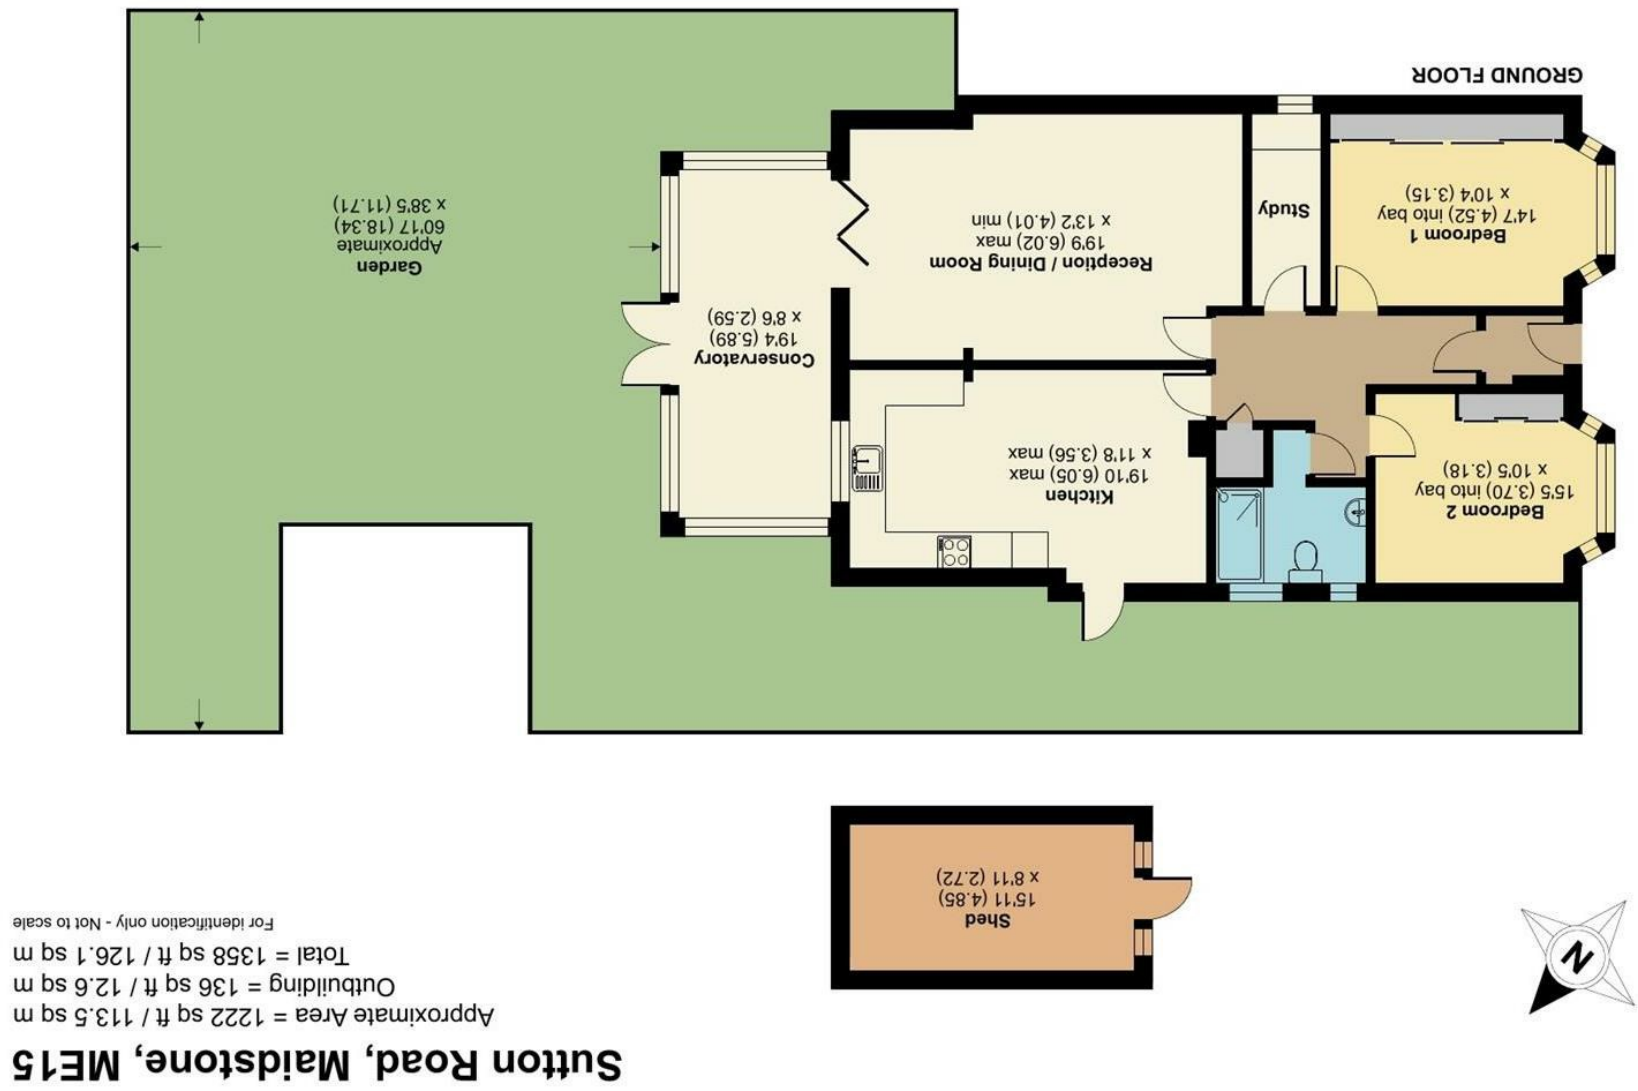 Sutton Road, Maidstone, ME15
Approximate Area = 1222 sq ft / 113.5 sq m
Outbuilding = 136 sq ft / 12.6 sq m
Total = 1358 sq ft / 126.1 sq m
For identification only - Not to scale
N
Shed
15'11 (4.85)
x 8'11 (2.72)
Bedroom 2
15'5 (3.70) into bay
x 10'5 (3.18)
Kitchen
19'10 (6.05) max
x 11'8 (3.56) max
Conservatory
19'4 (5.89)
x 8'6 (2.59)
Garden
Approximate
60'17 (18.34)
x 38'5 (11.71)
Bedroom 1
14'7 (4.52) into bay
x 10'4 (3.15)
Study
Reception / Dining Room
19'9 (6.02) max
x 13'2 (4.01) min
GROUND FLOOR